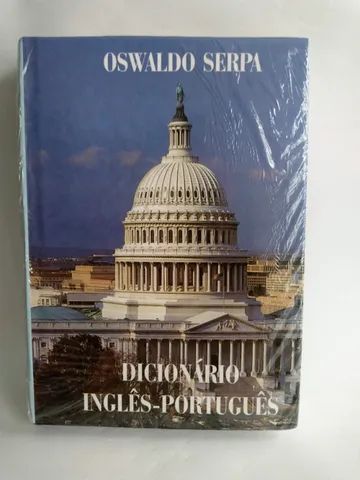 OSWALDO SERPA
DICIONÁRIO
INGLÊS-PORTUGUÊS